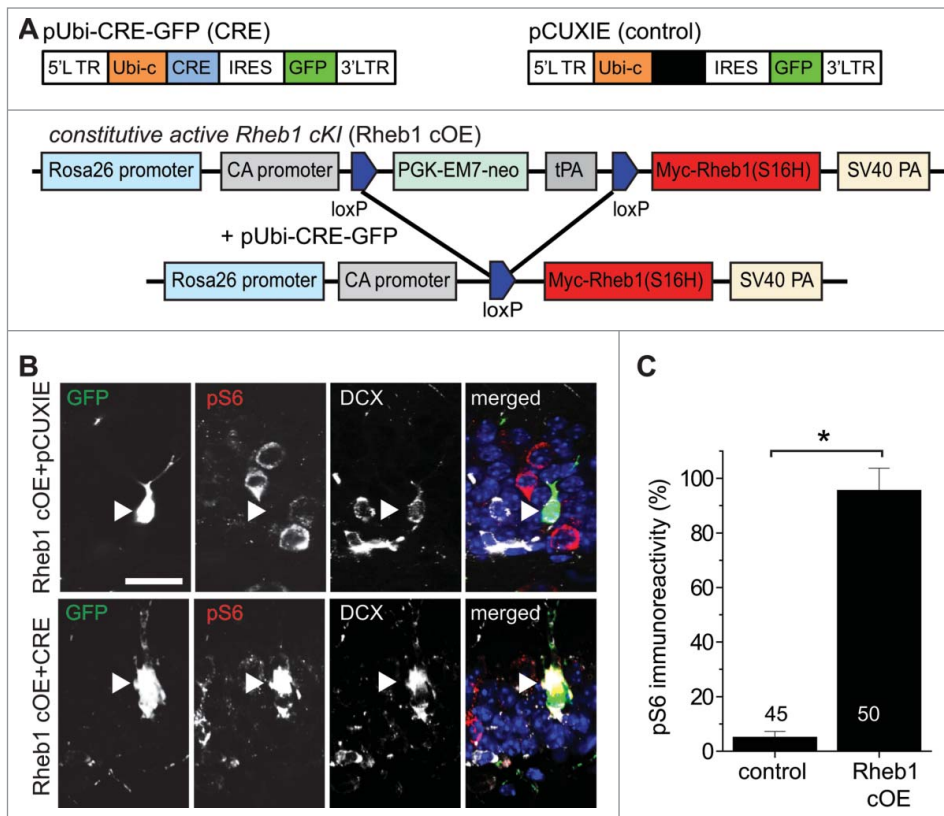 A
pUbi-CRE-GFP (CRE)
5'L TR Ubi-c CRE IRES GFP 3'LTR
pCUXIE (control)
5'L TR Ubi-c IRES GFP 3'LTR
constitutive active Rheb1 cKI (Rheb1 cOE)
Rosa26 promoter CA promoter PGK-EM7-neo tPA Myc-Rheb1(S16H) SV40 PA
loxP loxP
+ pUbi-CRE-GFP
Rosa26 promoter CA promoter Myc-Rheb1(S16H) SV40 PA
loxP
B
Rheb1 cOE+pCUXIE
GFP pS6 DCX merged
Rheb1 cOE+CRE
GFP pS6 DCX merged
C
pS6 immunoreactivity (%)
100
80
60
40
20
0
*
45
50
control
Rheb1
cOE